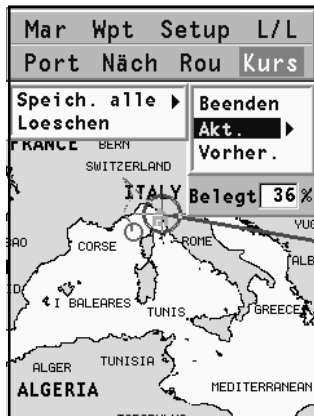 Mar Wpt Setup L/L
Port Näch Rou Kurs
Speich. alle
Loeschen
Beenden
Akt.
Vorher.
FRANCE BERN
SWITZERLAND
ITALY
Belegt 36 %
CORSE
ROME
I BALEARES
TUNIS
GREECE
ALGER
TUNISIA
ALGERIA
MEDITERRANEAN